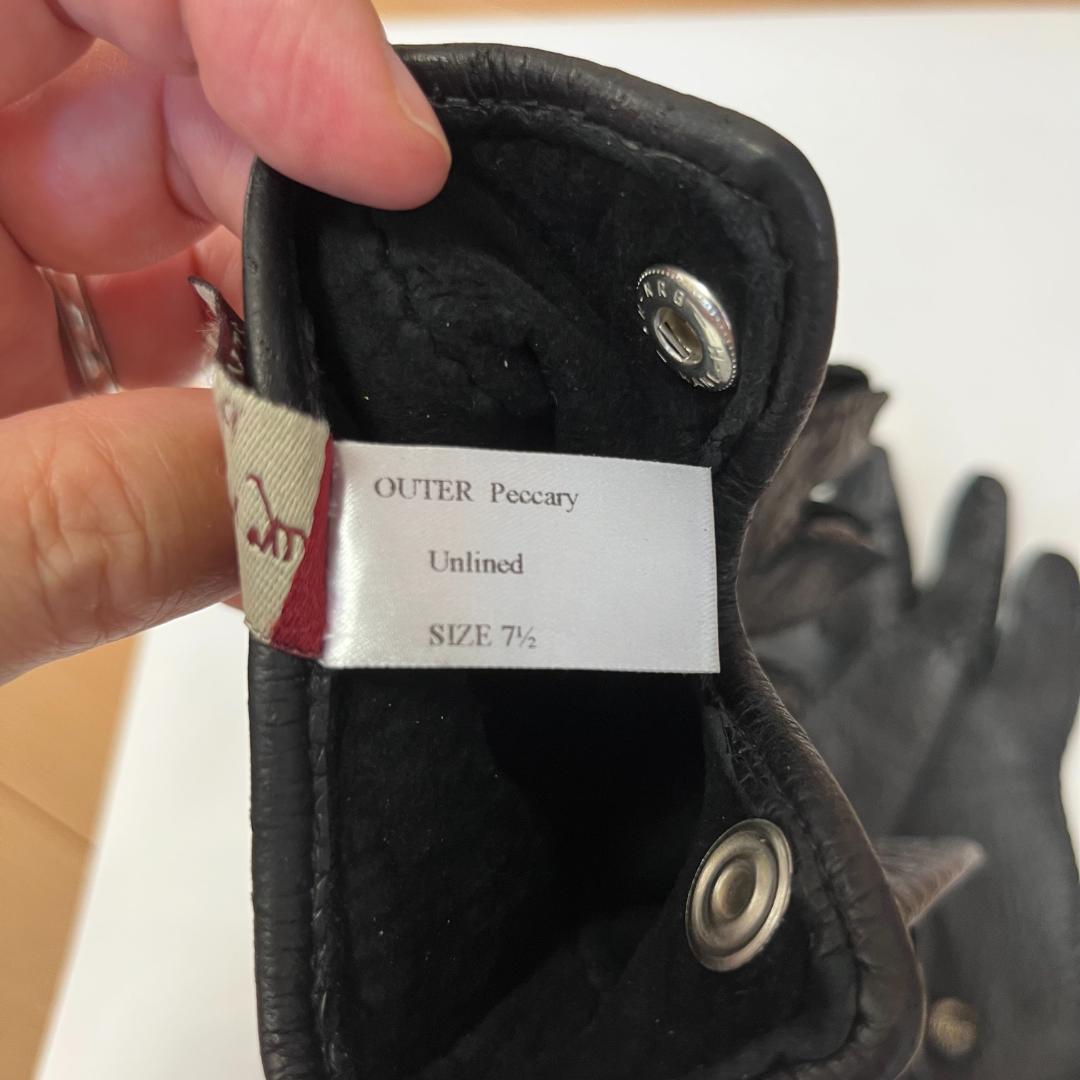 OUTER Peccary
Unlined
SIZE 7½